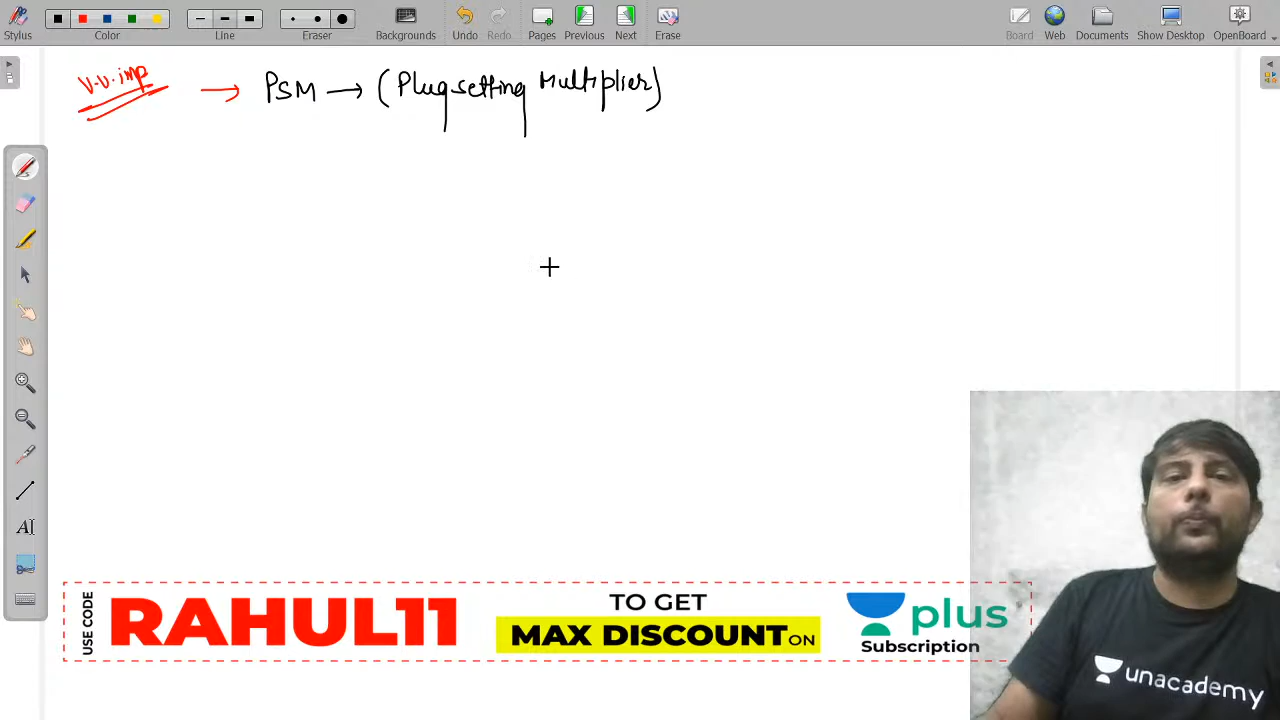 Stylus
Color
Line
Eraser
Backgrounds
Undo
Redo
Pages
Previous
Next
Erase
Board
Web
Documents
Show Desktop
OpenBoard
v.v.imp → PSM → (Plug setting Multiplier)
USE CODE
RAHUL11
TO GET
MAX DISCOUNT ON
plus
Subscription
unacademy